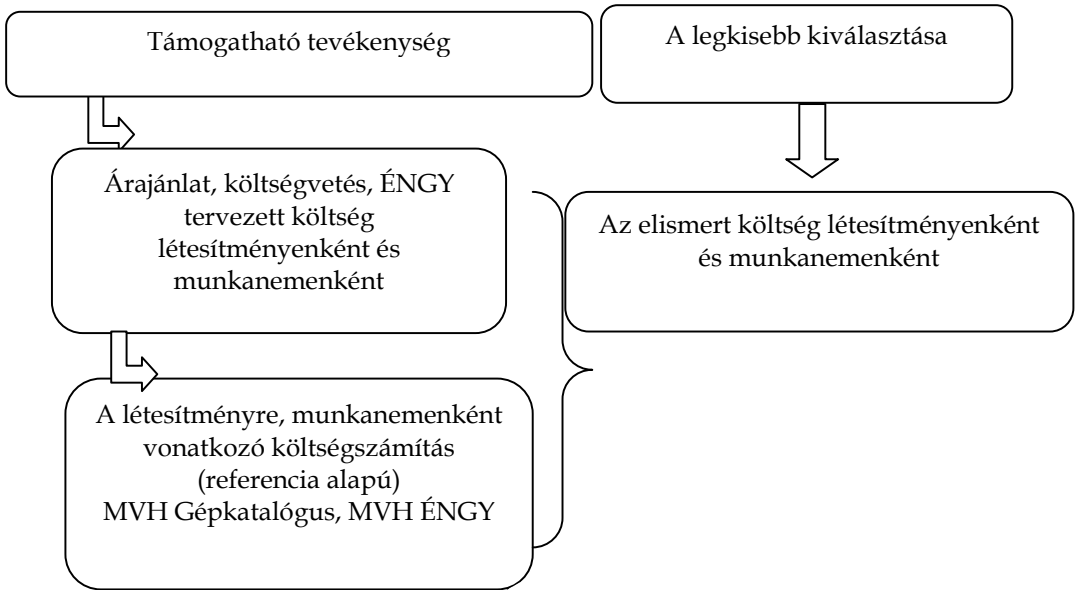 Támogatható tevékenység
A legkisebb kiválasztása
Árajánlat, költségvetés, ÉNGY
tervezett költség
létesítményenként és
munkanemenként
Az elismert költség létesítményenként
és munkanemenként
A létesítményre, munkanemenként
vonatkozó költségszámítás
(referencia alapú)
MVH Gépkatalógus, MVH ÉNGY